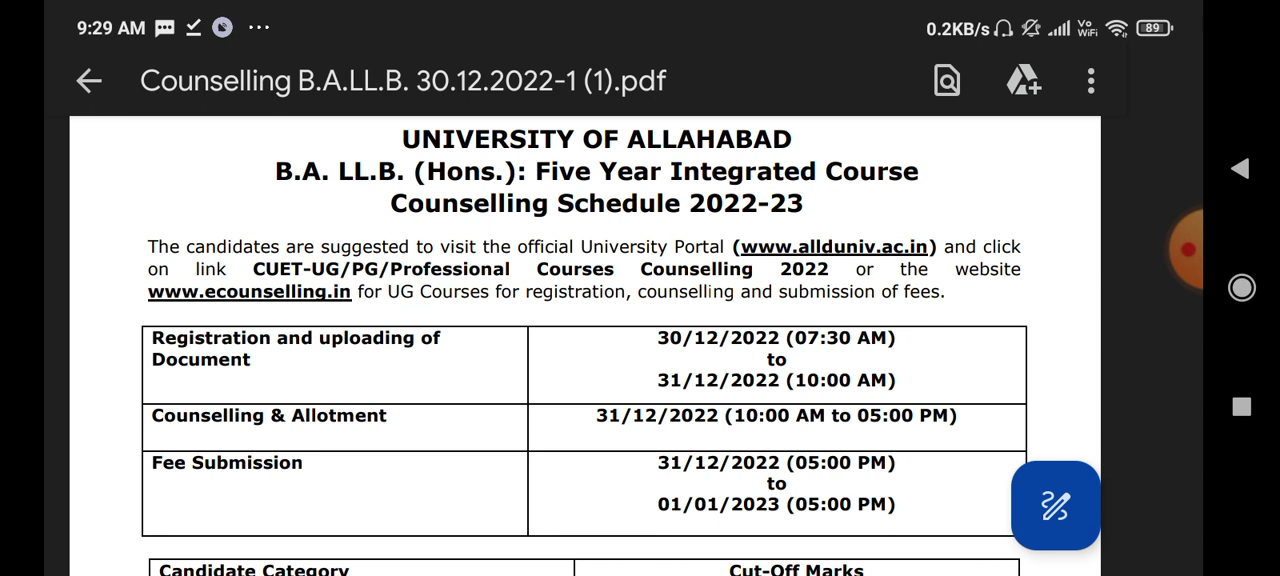 9:29 AM
0.2KB/s
Vo
WiFi
89
Counselling B.A.LL.B. 30.12.2022-1 (1).pdf
UNIVERSITY OF ALLAHABAD
B.A. LL.B. (Hons.): Five Year Integrated Course
Counselling Schedule 2022-23
The candidates are suggested to visit the official University Portal (www.allduniv.ac.in) and click
on link CUET-UG/PG/Professional Courses Counselling 2022 or the website
www.ecounselling.in for UG Courses for registration, counselling and submission of fees.
Registration and uploading of
Document
30/12/2022 (07:30 AM)
to
31/12/2022 (10:00 AM)
Counselling & Allotment
31/12/2022 (10:00 AM to 05:00 PM)
Fee Submission
31/12/2022 (05:00 PM)
to
01/01/2023 (05:00 PM)
Candidate Category
Cut-Off Marks